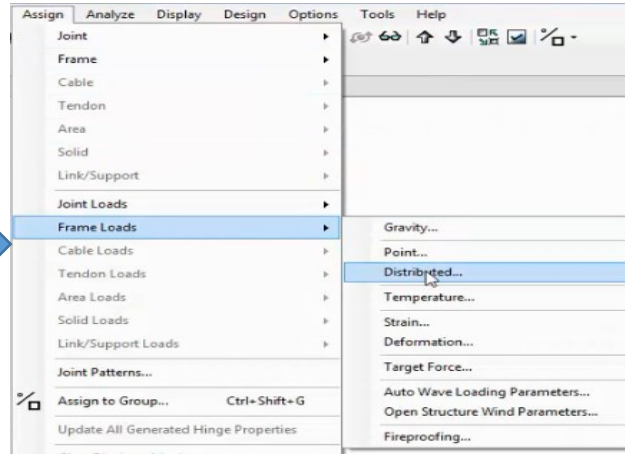 Assign Analyze Display Design Options Tools Help
Joint
Frame
Cable
Tendon
Area
Solid
Link/Support
Joint Loads
Frame Loads
Cable Loads
Tendon Loads
Area Loads
Solid Loads
Link/Support Loads
Joint Patterns...
Assign to Group... Ctrl+Shift+G
Update All Generated Hinge Properties
Gravity...
Point...
Distributed...
Temperature...
Strain...
Deformation...
Target Force...
Auto Wave Loading Parameters...
Open Structure Wind Parameters...
Fireproofing...